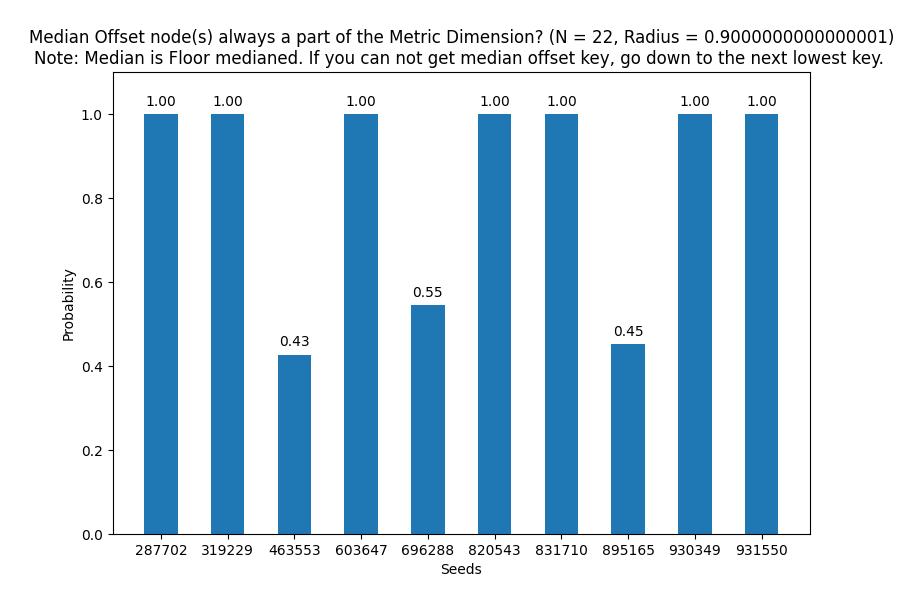 Median Offset node(s) always a part of the Metric Dimension? (N = 22, Radius = 0.9000000000000001)
Note: Median is Floor medianed. If you can not get median offset key, go down to the next lowest key.
1.00 1.00 1.00 1.00 1.00 1.00 1.00
1.0
0.8
0.6
0.55
0.45
0.43
0.4
0.2
0.0
Probability
287702 319229 463553 603647 696288 820543 831710 895165 930349 931550
Seeds